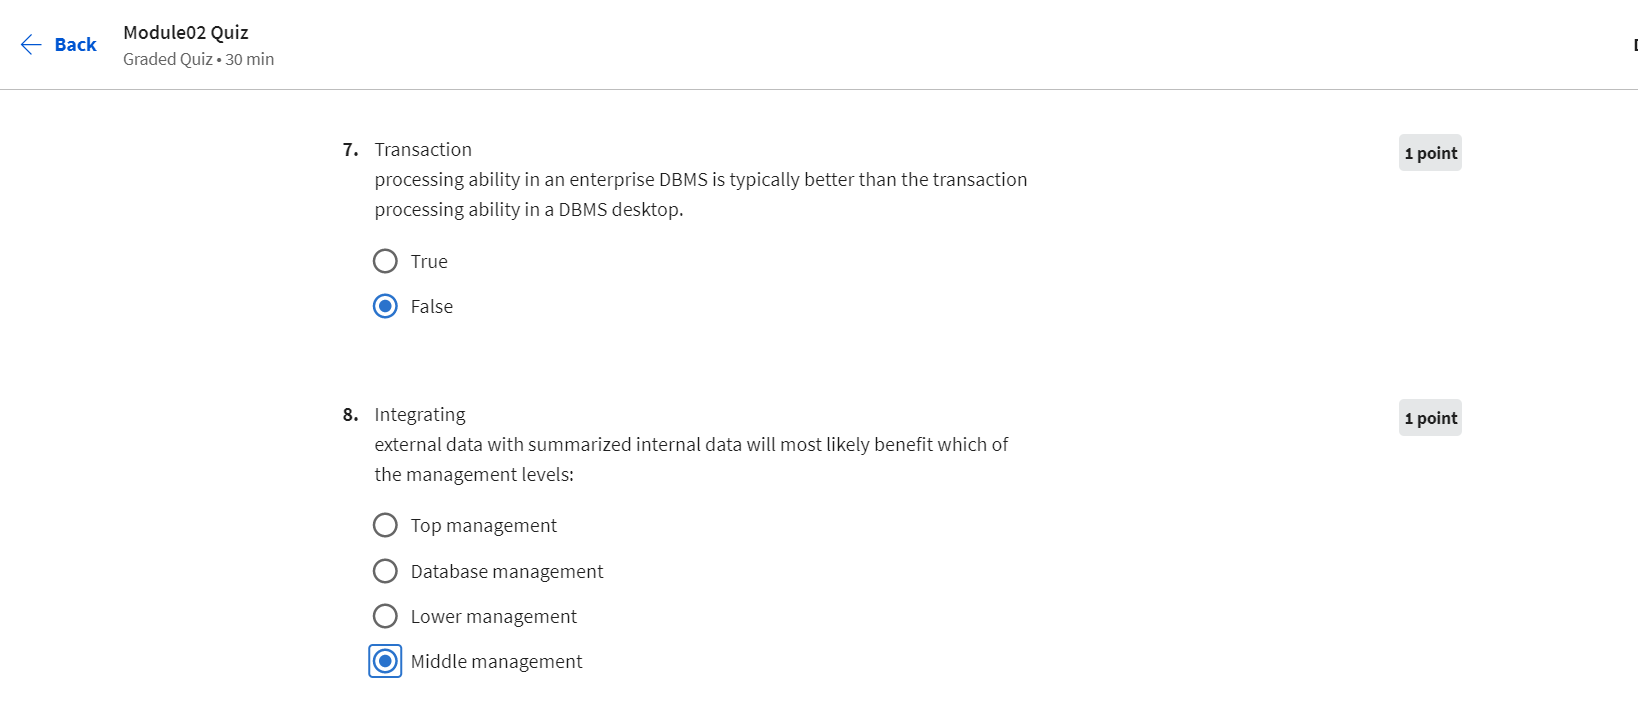 Back
Module02 Quiz
Graded Quiz • 30 min
7. Transaction
processing ability in an enterprise DBMS is typically better than the transaction
processing ability in a DBMS desktop.
1 point
True
False
8. Integrating
external data with summarized internal data will most likely benefit which of
the management levels:
1 point
Top management
Database management
Lower management
Middle management